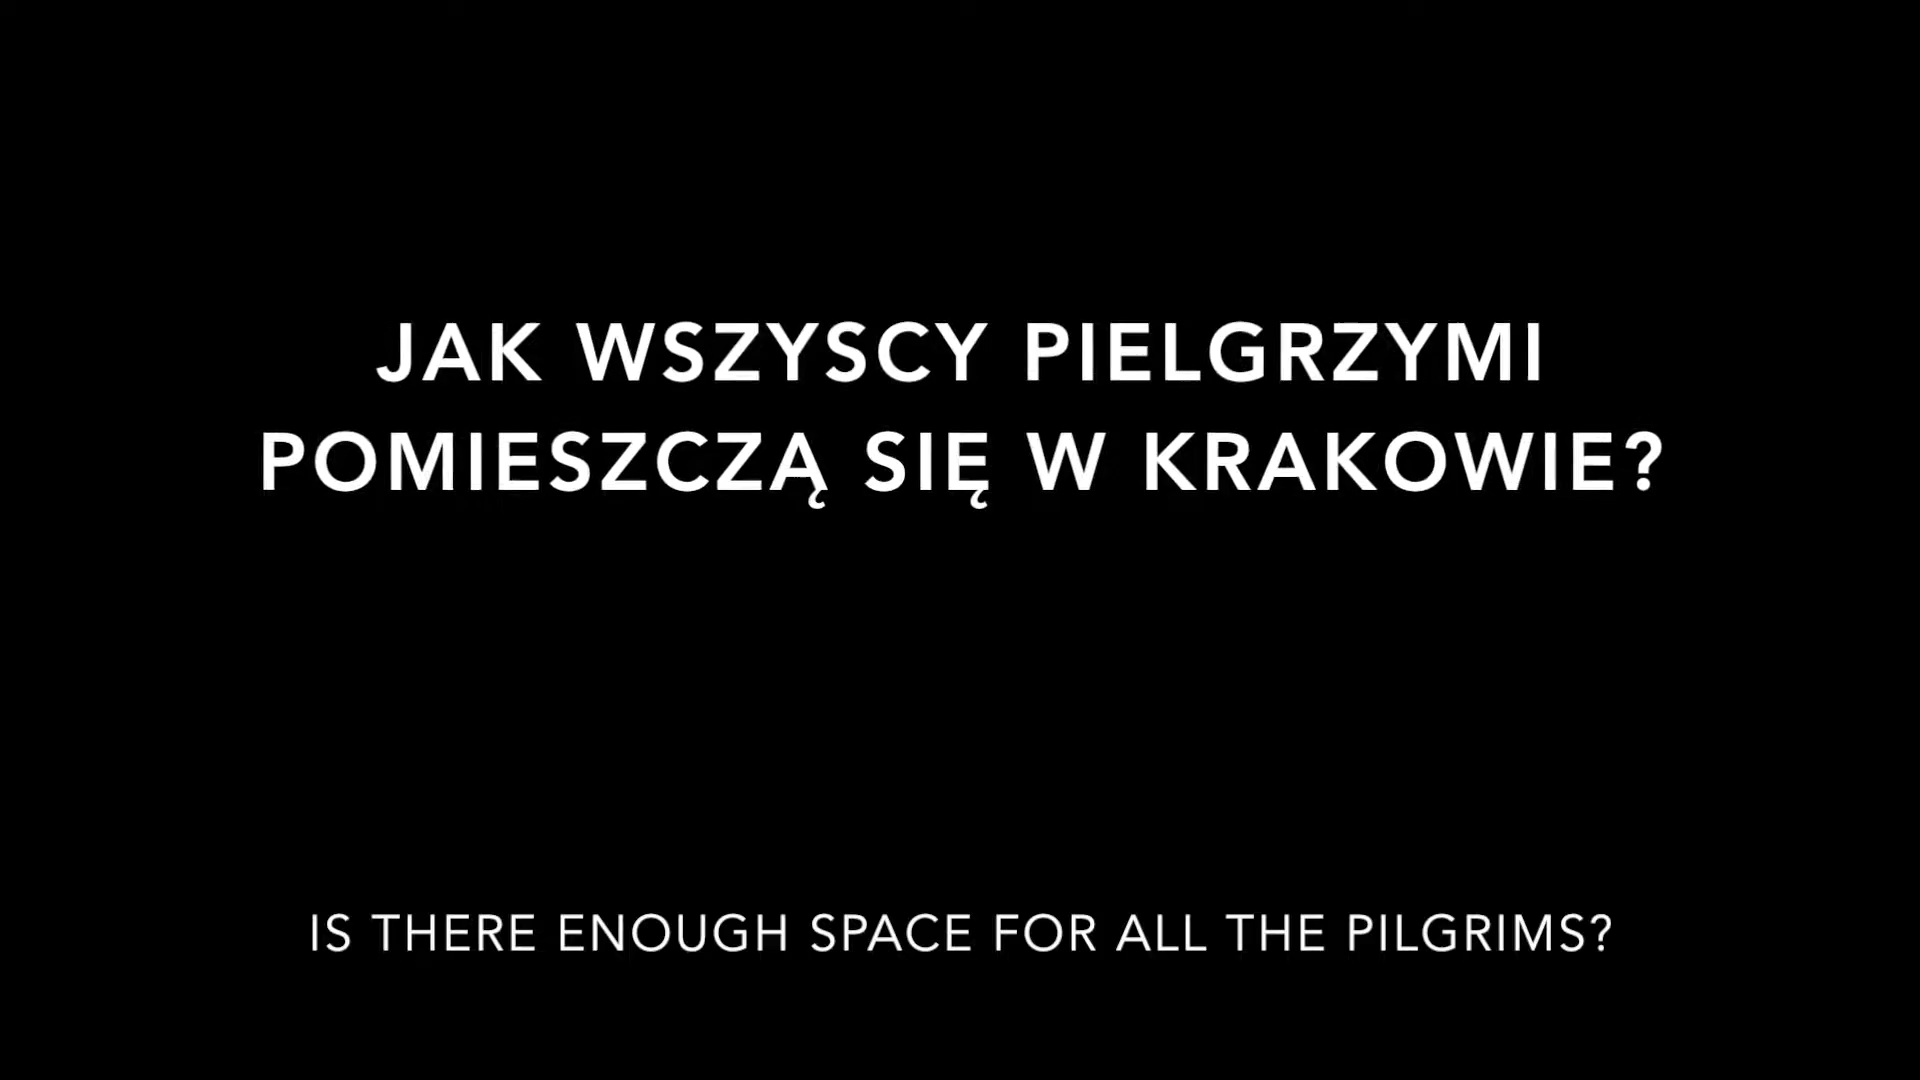 JAK WSZYSCY PIELGRZYMI
POMIESZCZĄ SIĘ W KRAKOWIE?
IS THERE ENOUGH SPACE FOR ALL THE PILGRIMS?